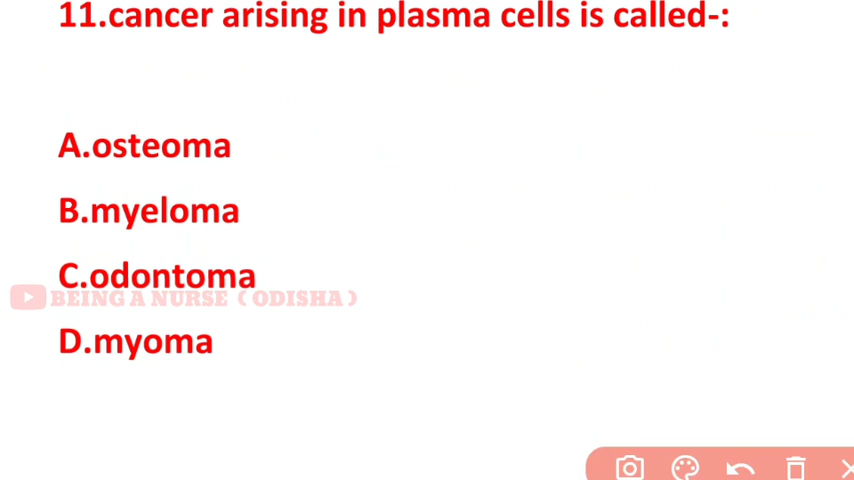 11.cancer arising in plasma cells is called-:
A.osteoma
B.myeloma
C.odontoma
BEING A NURSE (ODISHA)
D.myoma